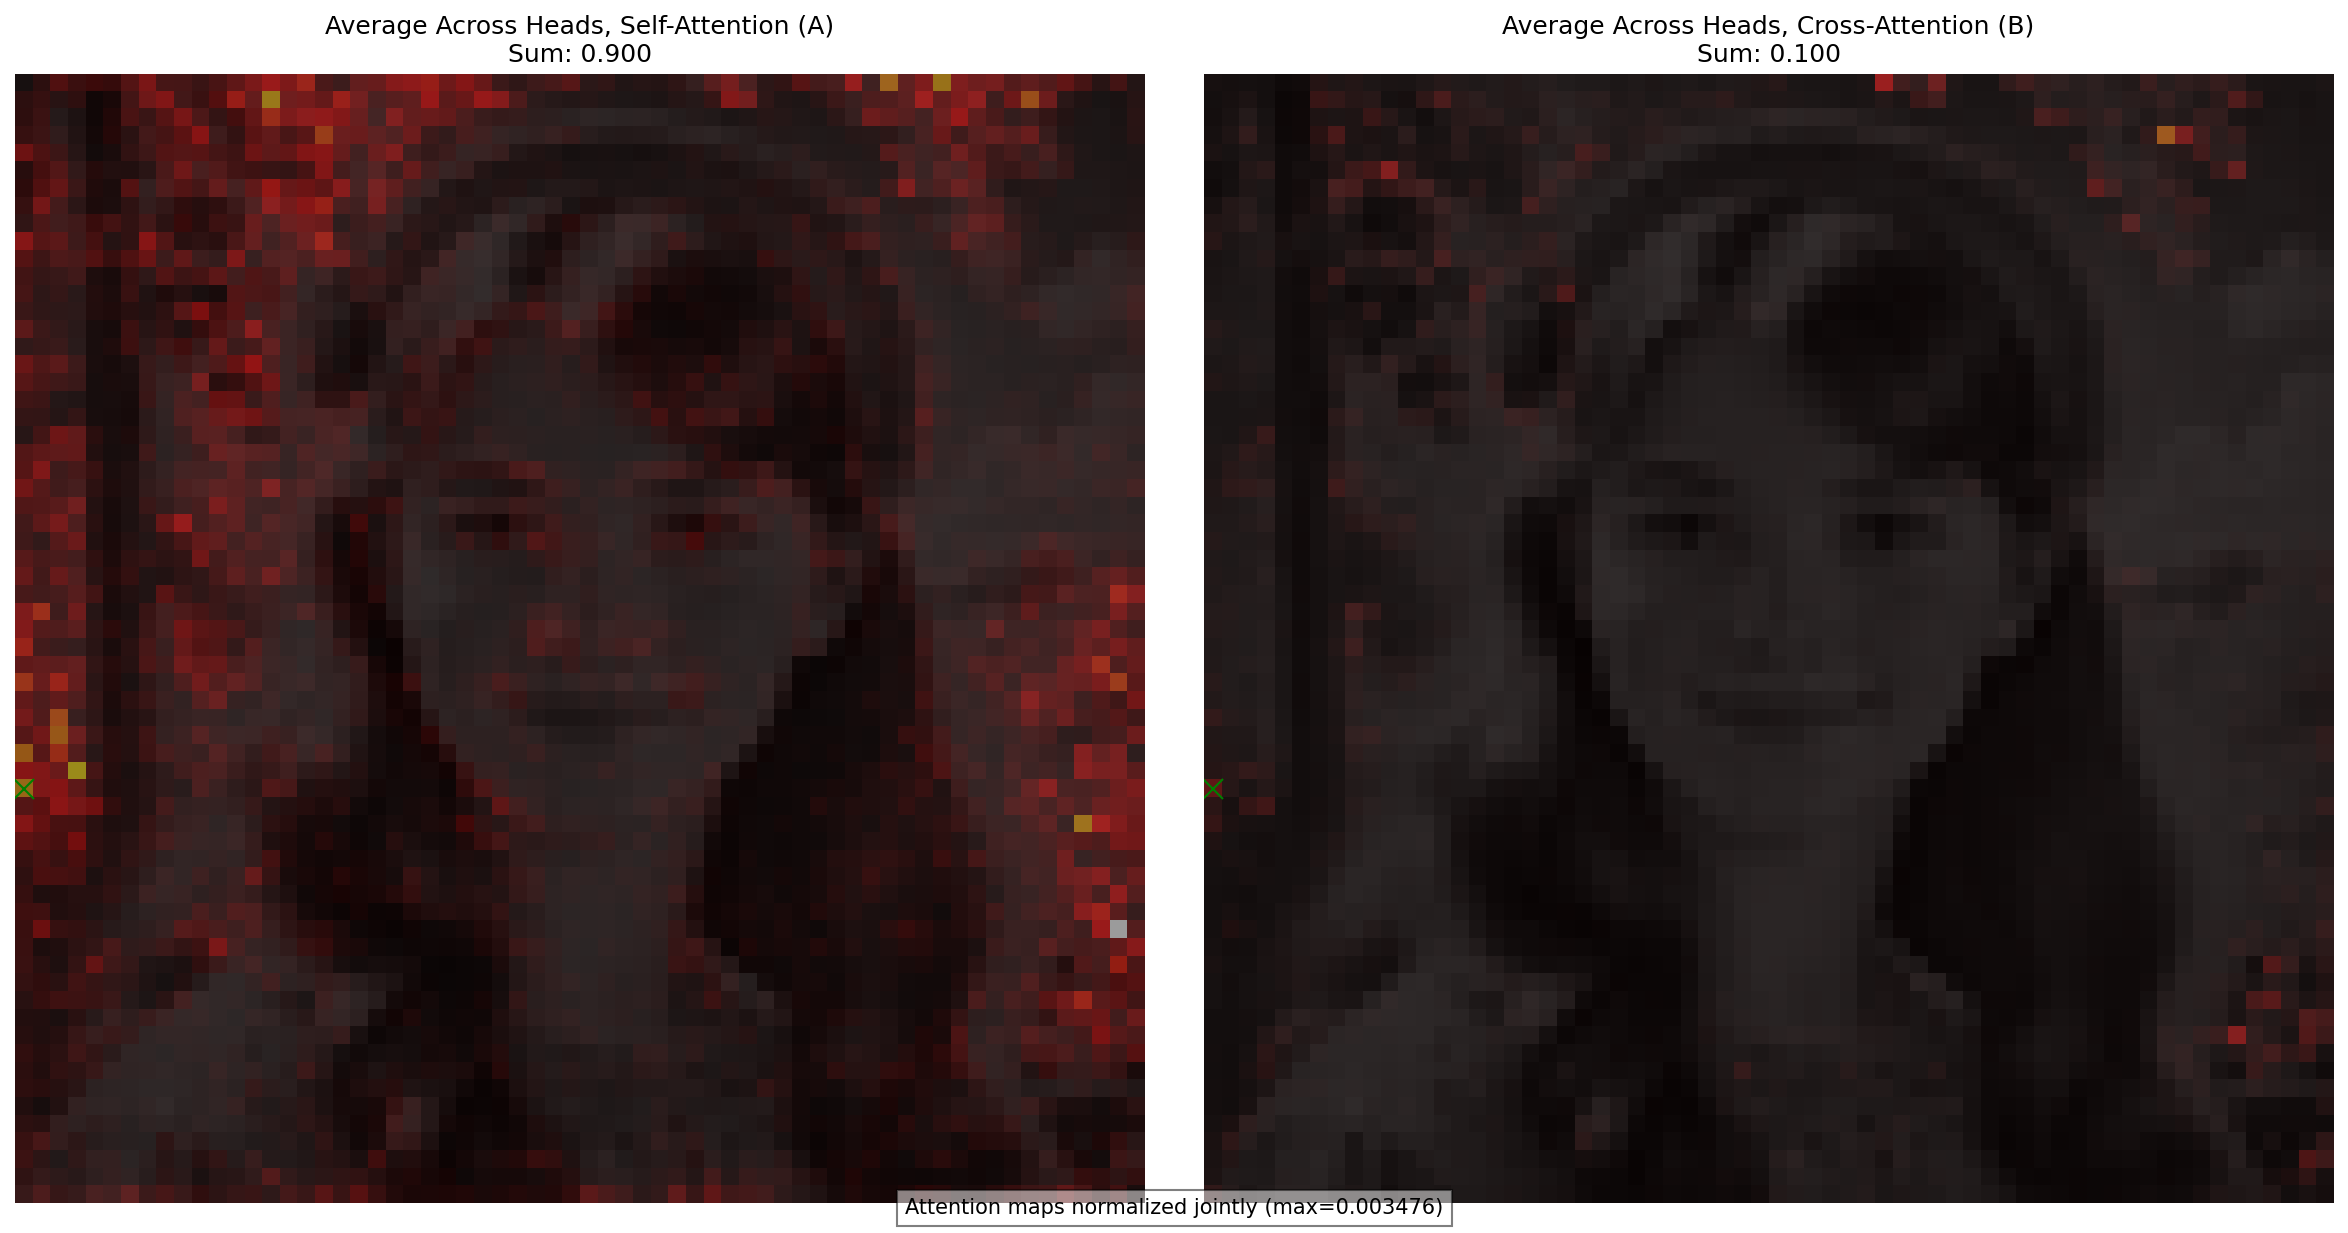 Average Across Heads, Self-Attention (A)
Sum: 0.900
Average Across Heads, Cross-Attention (B)
Sum: 0.100
Attention maps normalized jointly (max=0.003476)